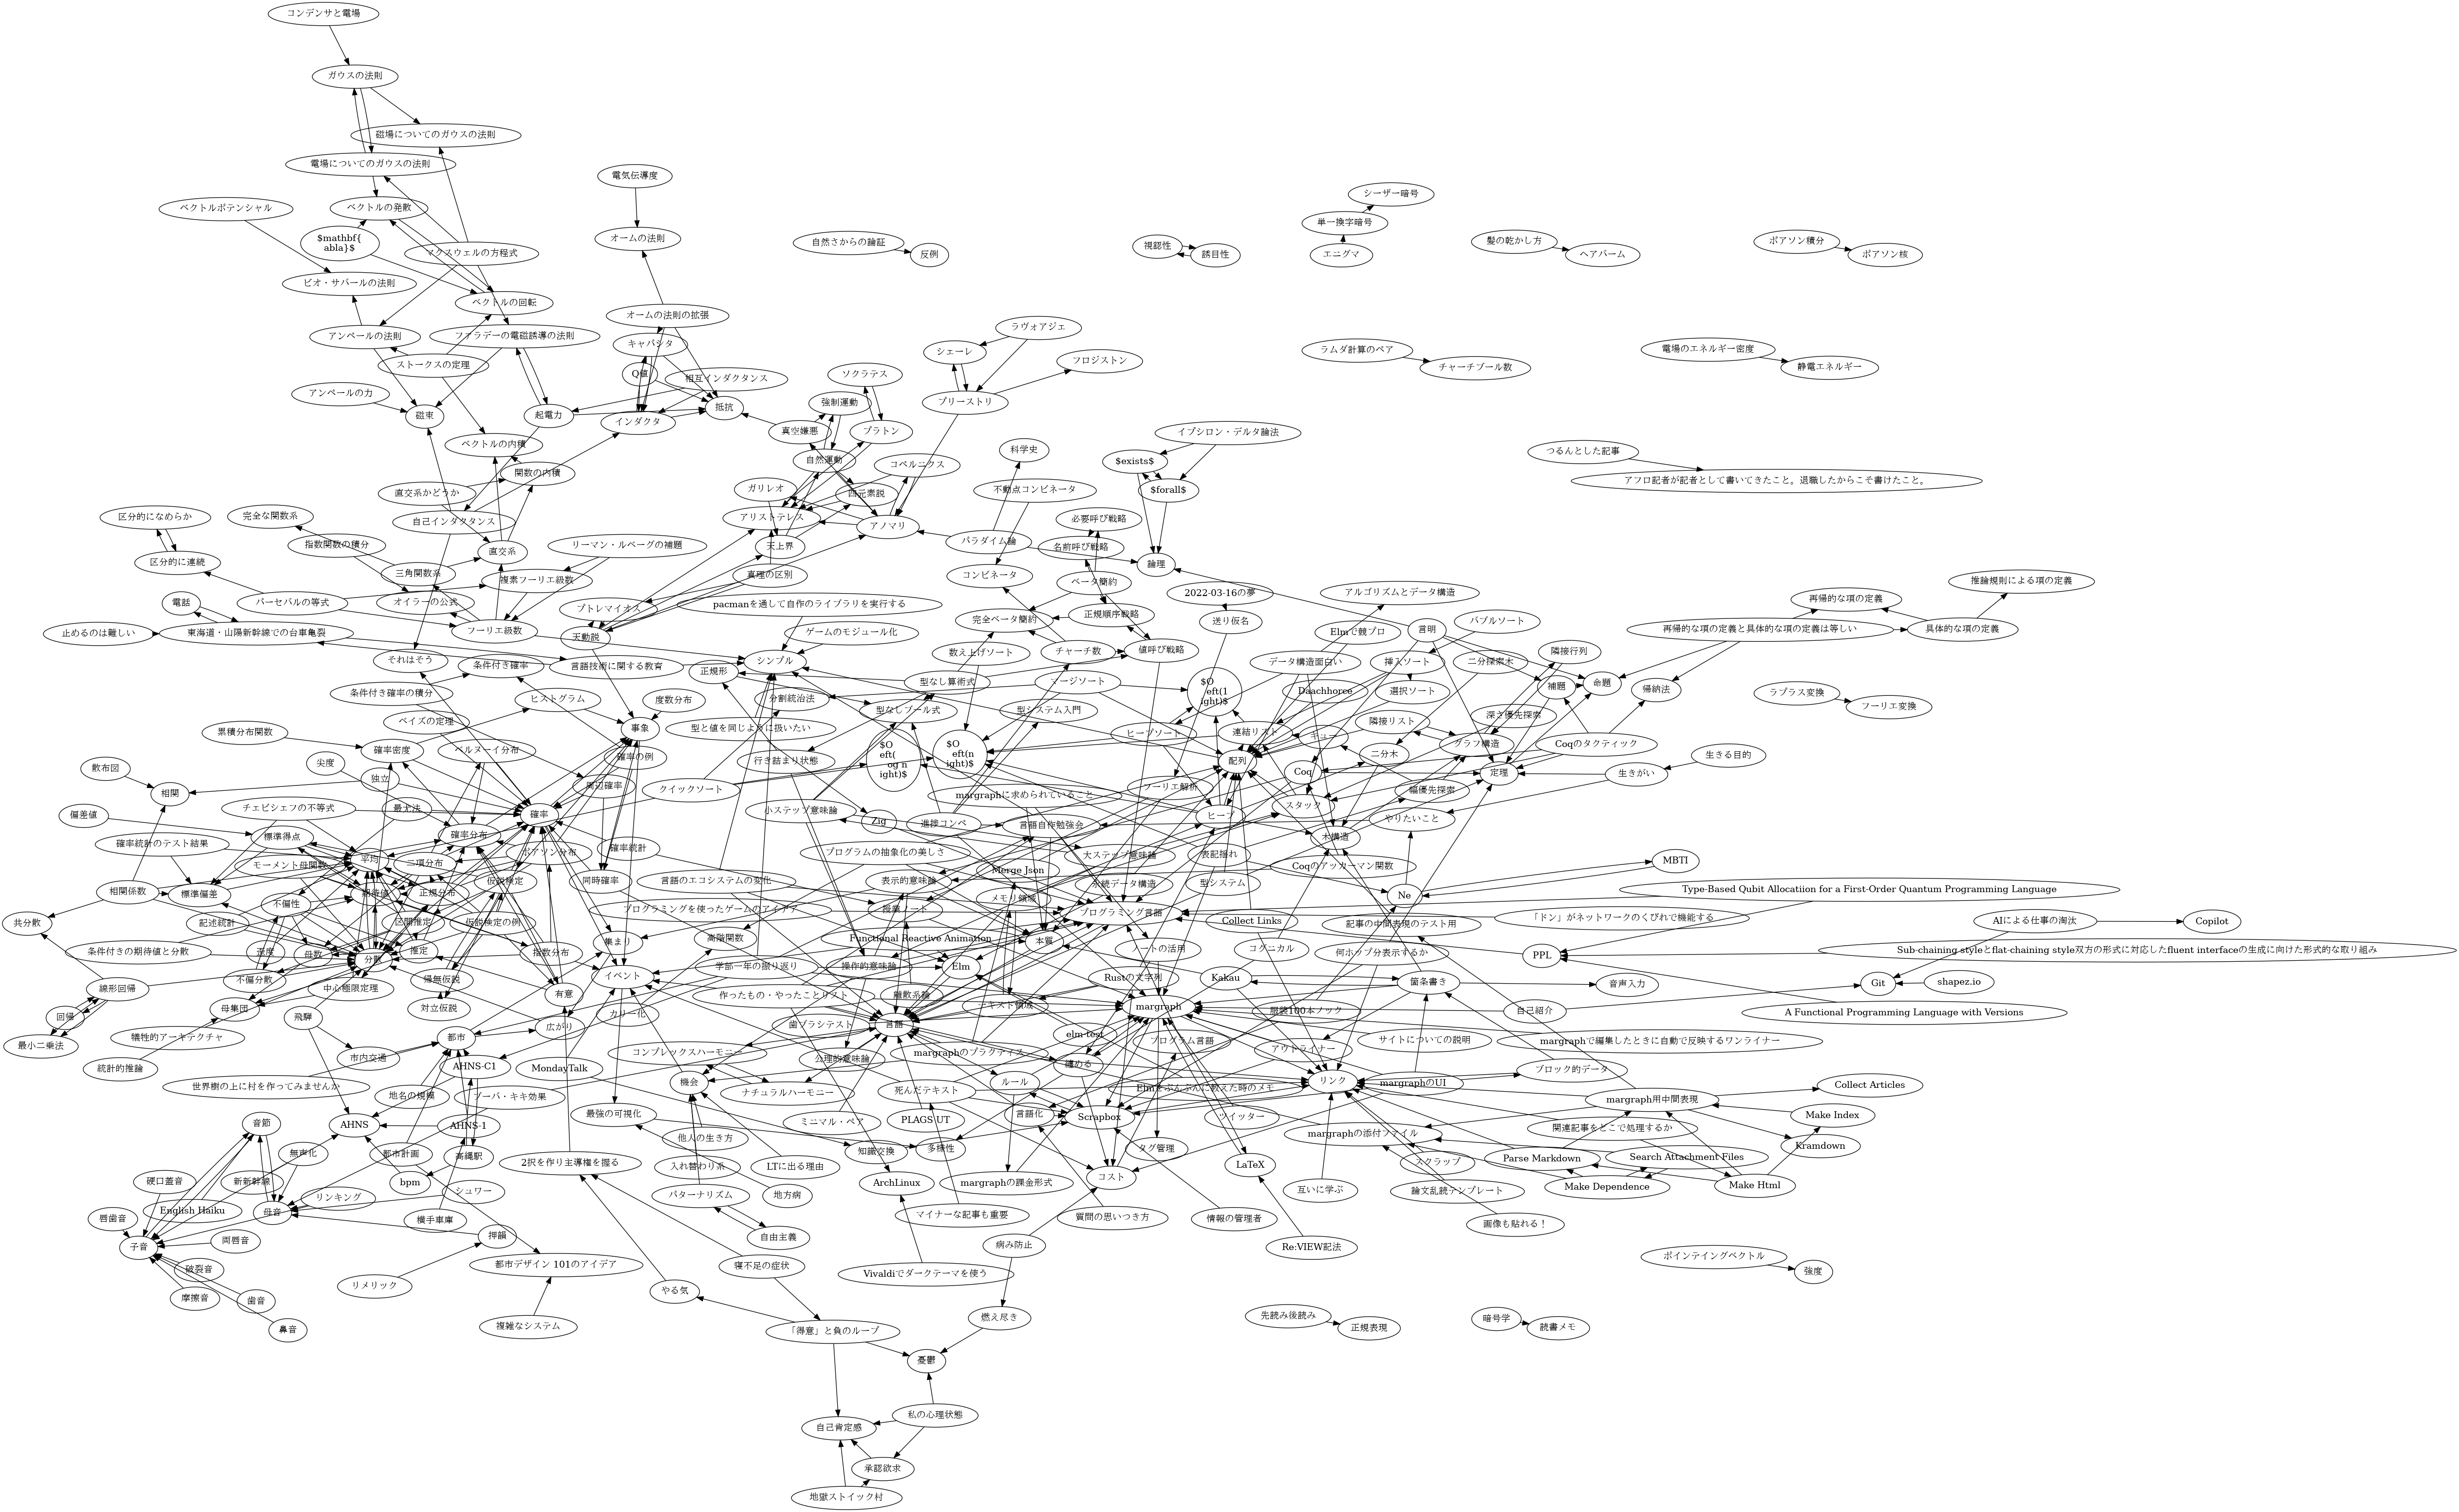 コンデンサと電場
ガウスの法則
磁場についてのガウスの法則
電場についてのガウスの法則
電気伝導度
シーザー暗号
ベクトルポテンシャル
ベクトルの発散
単一換字暗号
$mathbf{
abla}$
マクスウェルの方程式
オームの法則
自然さからの論証
反例
視認性
誘目性
エニグマ
髪の乾かし方
ヘアバーム
ポアソン積分
ポアソン核
ビオ・サバールの法則
ベクトルの回転
オームの法則の拡張
ラヴォアジェ
アンペールの法則
ファラデーの電磁誘導の法則
キャパシタ
シェーレ
フロジストン
ラムダ計算のペア
チャーチブール数
電場のエネルギー密度
静電エネルギー
ストークスの定理
Q値
相互インダクタンス
ソクラテス
プリーストリ
アンペールの力
磁束
起電力
インダクタ
抵抗
強制運動
真空嫌悪
プラトン
イプシロン・デルタ論法
ベクトルの内積
関数の内積
自然運動
コペルニクス
科学史
$exists$
つるんとした記事
アフロ記者が記者として書いてきたこと。退職したからこそ書けたこと。
直交系かどうか
ガリレオ
四元素説
不動点コンビネータ
$forall$
区分的になめらか
完全な関数系
自己インダクタンス
アリストテレス
アノマリ
必要呼び戦略
指数関数の積分
直交系
リーマン・ルベーグの補題
天上界
パラダイム論
名前呼び戦略
論理
区分的に連続
三角関数系
複素フーリエ級数
真理の区別
コンビネータ
ベータ簡約
2022-03-16の夢
アルゴリズムとデータ構造
再帰的な項の定義
推論規則による項の定義
電話
パーセバルの等式
オイラーの公式
プトレマイオス
pacmanを通して自作のライブラリを実行する
完全ベータ簡約
正規順序戦略
送り仮名
Elmで競プロ
言明
バブルソート
再帰的な項の定義と具体的な項の定義は等しい
具体的な項の定義
止めるのは難しい
東海道・山陽新幹線での台車亀裂
フーリエ級数
天動説
ゲームのモジュール化
数え上げソート
チャーチ数
値呼び戦略
データ構造面白い
挿入ソート
二分探索木
隣接行列
それはそう
条件付き確率
言語技術に関する教育
シンプル
正規形
型なし算術式
マージソート
$O
eft(1
ight)$
Daachhorce
選択ソート
補題
命題
帰納法
ラプラス変換
フーリエ変換
条件付き確率の積分
ヒストグラム
度数分布
分割統治法
型なしブール式
型システム入門
隣接リスト
深さ優先探索
ベイズの定理
事象
型と値を同じように扱いたい
連結リスト
キュー
グラフ構造
Coqのタクティック
生きる目的
累積分布関数
確率密度
ベルヌーイ分布
確率の例
行き詰まり状態
$O
eft(
og n
ight)$
$O
eft(n
ight)$
ヒープソート
配列
二分木
定理
生きがい
散布図
尖度
独立
周辺確率
クイックソート
フーリエ解析
Coq
幅優先探索
相関
チェビシェフの不等式
最尤法
確率
小ステップ意味論
margraphに求められていること
ヒープ
スタック
木構造
やりたいこと
偏差値
標準得点
確率分布
Zig
進捗コンペ
言語自作勉強会
確率統計のテスト結果
モーメント母関数
平均
二項分布
ポアソン分布
確率統計
プログラムの抽象化の美しさ
大ステップ意味論
表記揺れ
Merge Json
Coqのアッカーマン関数
MBTI
相関係数
標準偏差
期待値
正規分布
仮説検定
同時確率
言語のエコシステムの変化
表示的意味論
永続データ構造
型システム
Ne
Type-Based Qubit Allocatiion for a First-Order Quantum Programming Language
共分散
記述統計
不偏性
区間推定
仮説検定の例
プログラミングを使ったゲームのアイデア
授業ノート
メモリ領域
プログラミング言語
Collect Links
記事の中間表現のテスト用
「ドン」がネットワークのくびれで機能する
AIによる仕事の淘汰
Copilot
条件付きの期待値と分散
歪度
母数
分散
推定
指数分布
集まり
高階関数
Functional Reactive Animation
本質
ノートの活用
コグニカル
何ホップ分表示するか
PPL
Sub-chaining styleとflat-chaining style双方の形式に対応したfluent interfaceの生成に向けた形式的な取り組み
線形回帰
不偏分散
中心極限定理
帰無仮説
有意
イベント
学部一年の振り返り
操作的意味論
Elm
Kakau
Rustの文字列
箇条書き
音声入力
Git
shapez.io
回帰
母集団
対立仮説
作ったもの・やったことリスト
離散系論
テキスト領域
margraph
服装100本ノック
自己紹介
A Functional Programming Language with Versions
最小二乗法
犠牲的アーキテクチャ
飛騨
都市
広がり
カリー化
歯ブラシテスト
言語
elm-test
プログラム言語
アウトライナー
サイトについての説明
margraphで編集したときに自動で反映するワンライナー
統計的推論
市内交通
コンプレックスハーモニー
公理的意味論
margraphのプラクティス
纏める
世界樹の上に村を作ってみませんか
AHNS-C1
MondayTalk
機会
ナチュラルハーモニー
死んだテキスト
ルール
Elmをぷんぷんに教えた時のメモ
リンク
margraphのUI
ブロック的データ
Collect Articles
地名の規模
ブーバ・キキ効果
最強の可視化
ミニマル・ペア
PLAGS UT
言語化
Scrapbox
ツイッター
margraph用中間表現
Make Index
音節
AHNS
AHNS-1
他人の生き方
多様性
margraphの添付ファイル
関連記事をどこで処理するか
Kramdown
無声化
都市計画
高縄駅
2択を作り主導権を握る
LTに出る理由
知識交換
タグ管理
Parse Markdown
Search Attachment Files
硬口蓋音
新新幹線
bpm
入れ替わり系
ArchLinux
margraphの課金形式
コスト
LaTeX
スクラップ
Make Dependence
Make Html
English Haiku
リンキング
シュワー
パターナリズム
地方病
互いに学ぶ
論文乱読テンプレート
唇歯音
母音
横手車庫
マイナーな記事も重要
質問の思いつき方
情報の管理者
画像も貼れる！
子音
両唇音
押韻
自由主義
病み防止
Re:VIEW記法
破裂音
都市デザイン 101のアイデア
寝不足の症状
Vivaldiでダークテーマを使う
ポインテイングベクトル
強度
摩擦音
歯音
リメリック
やる気
鼻音
複雑なシステム
「得意」と負のループ
燃え尽き
先読み後読み
正規表現
暗号学
読書メモ
憂鬱
自己肯定感
私の心理状態
承認欲求
地獄ストイック村